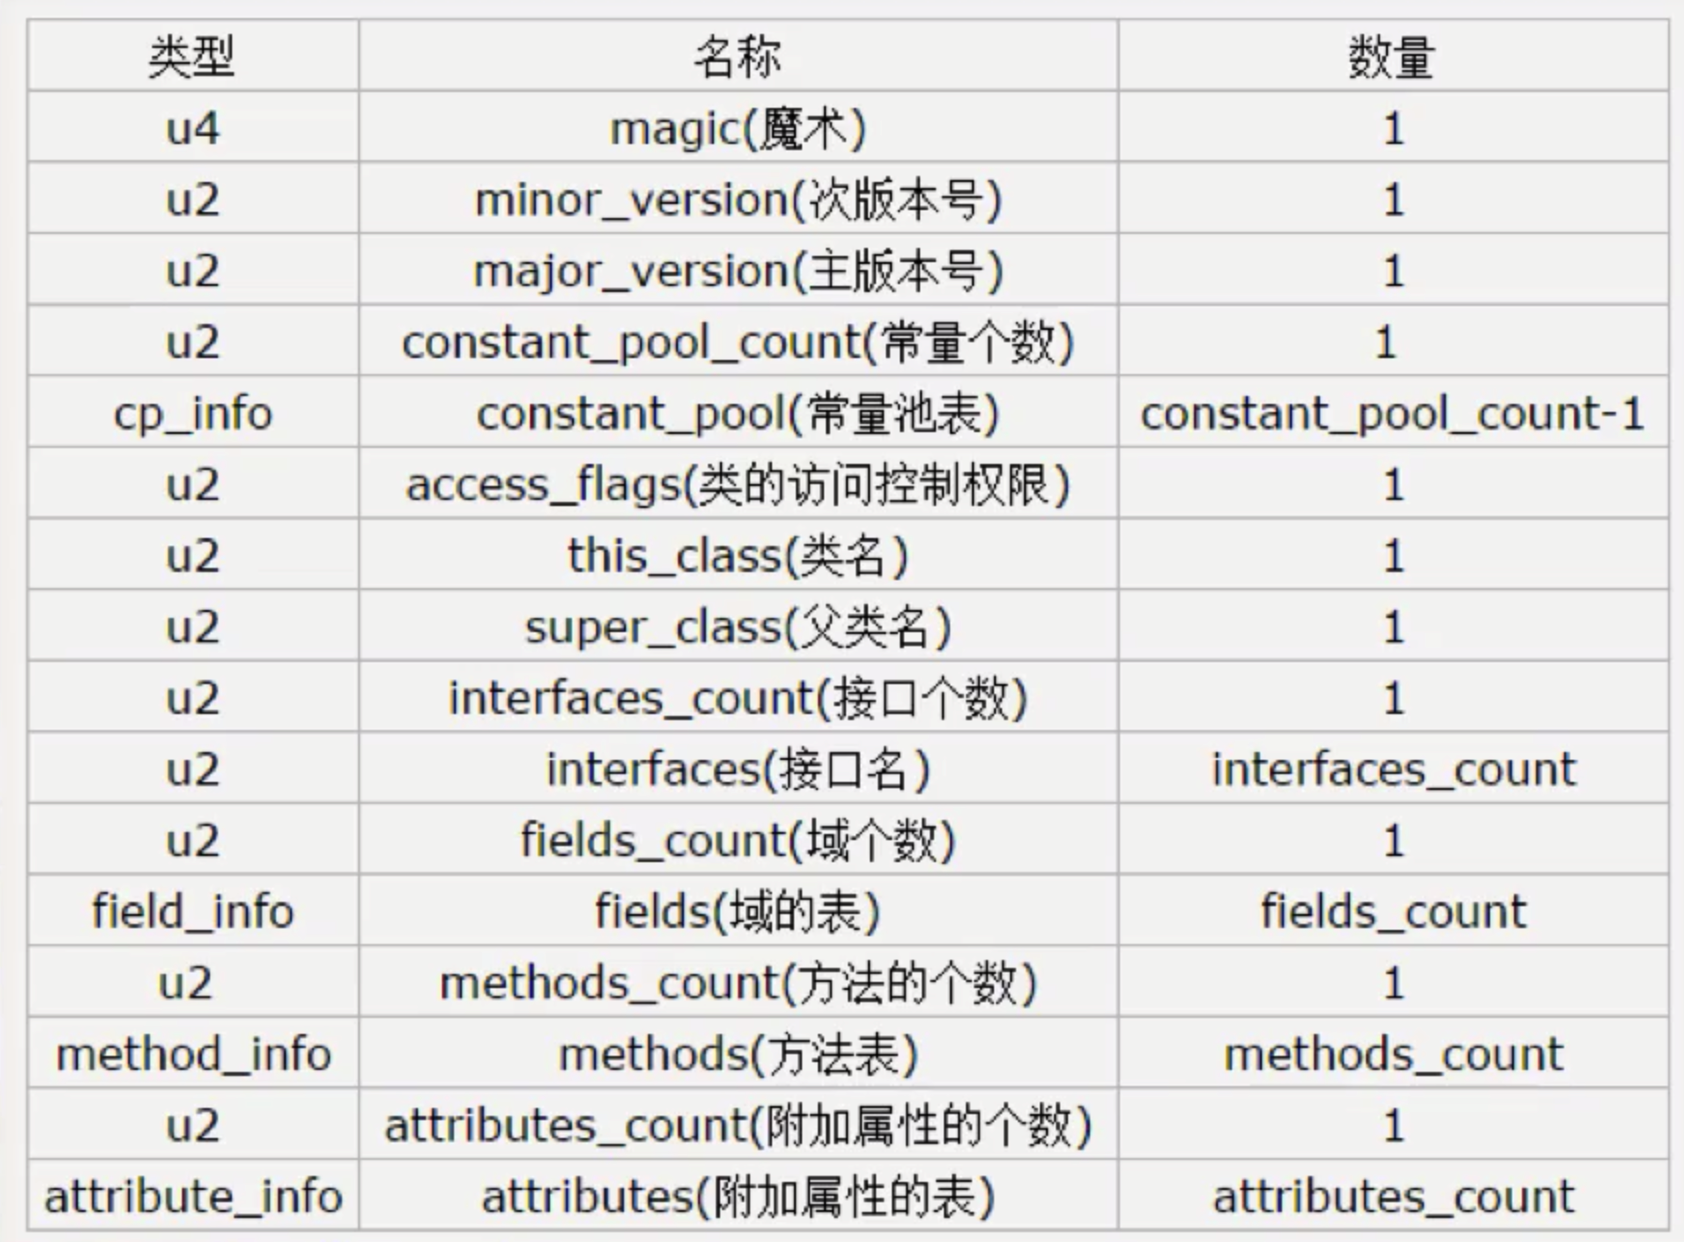 类型 名称 数量
u4 magic(魔术) 1
u2 minor_version(次版本号) 1
u2 major_version(主版本号) 1
u2 constant_pool_count(常量个数) 1
cp_info constant_pool(常量池表) constant_pool_count-1
u2 access_flags(类的访问控制权限) 1
u2 this_class(类名) 1
u2 super_class(父类名) 1
u2 interfaces_count(接口个数) 1
u2 interfaces(接口名) interfaces_count
u2 fields_count(域个数) 1
field_info fields(域的表) fields_count
u2 methods_count(方法的个数) 1
method_info methods(方法表) methods_count
u2 attributes_count(附加属性的个数) 1
attribute_info attributes(附加属性的表) attributes_count